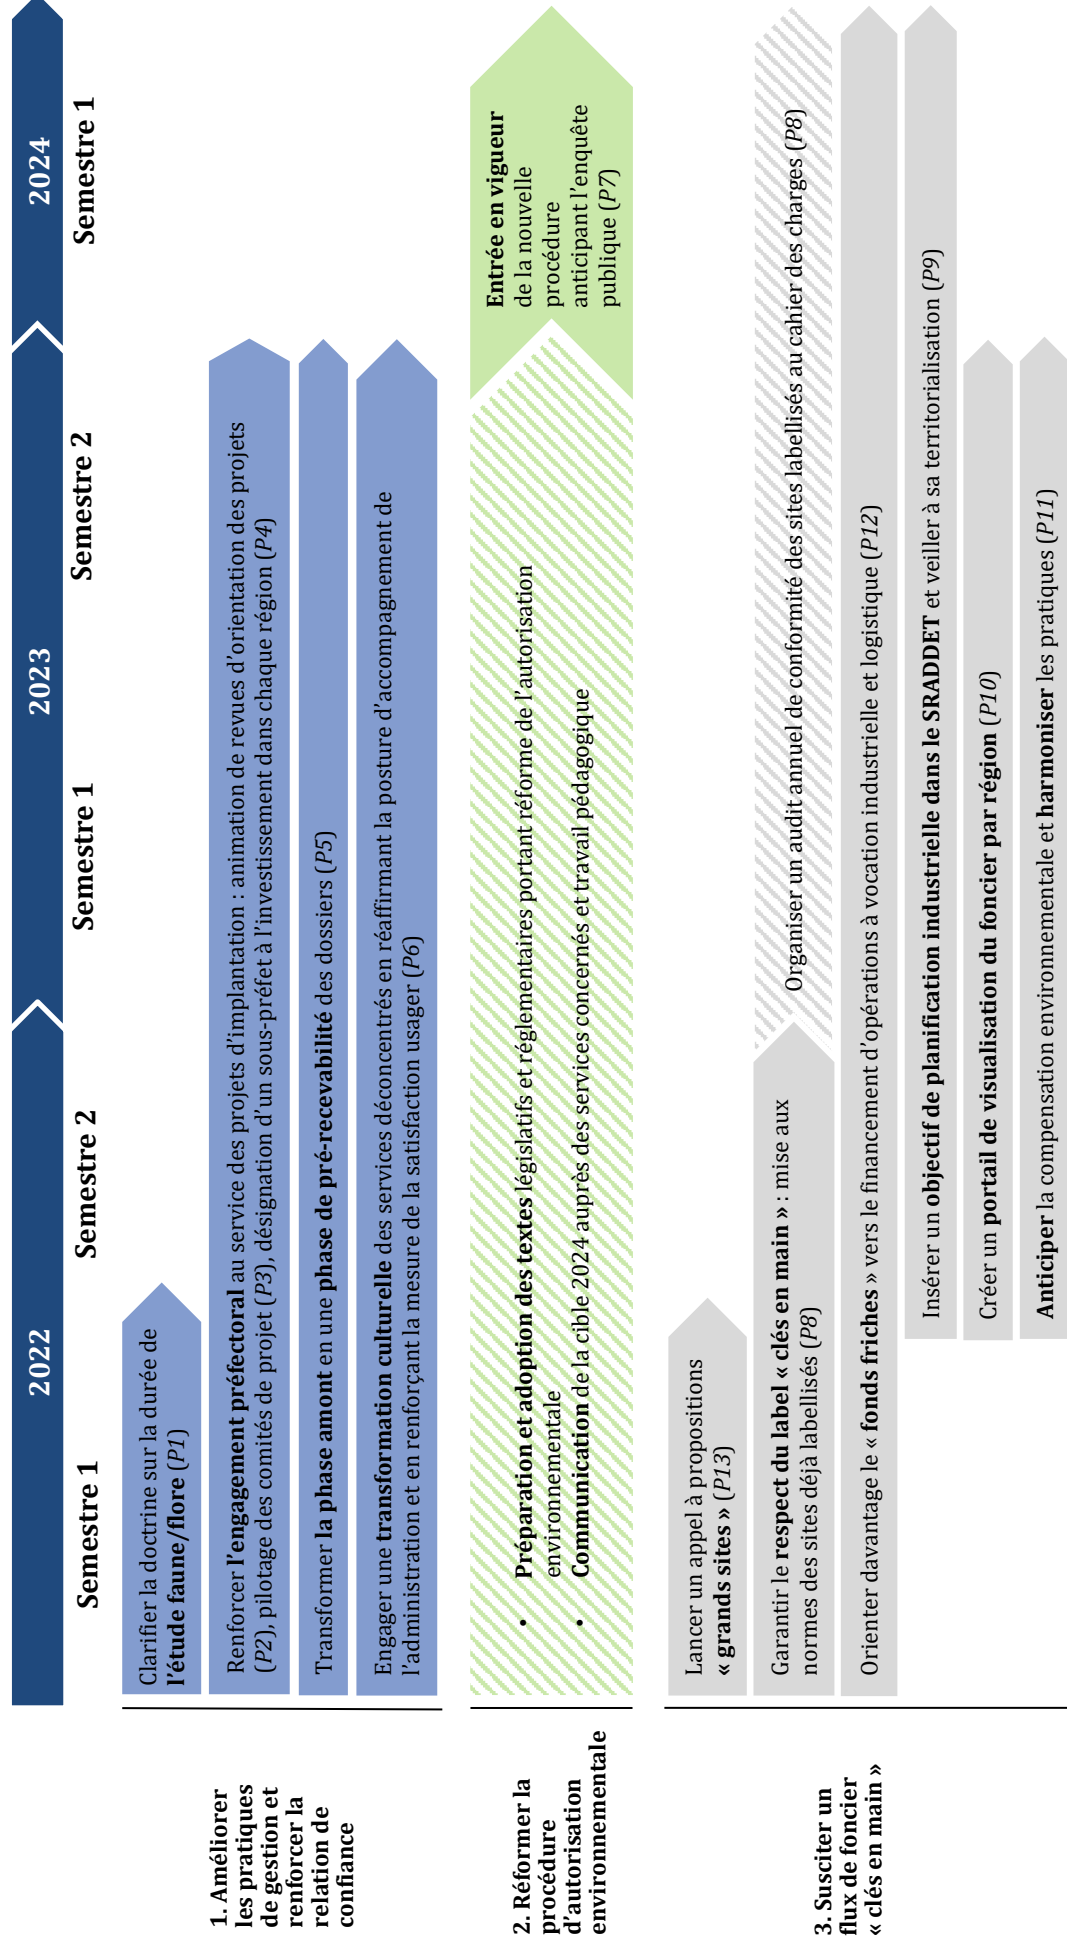 2022
2023
2024
Semestre 1
Semestre 2
Semestre 1
Semestre 2
Semestre 1
1. Améliorer
les pratiques
de gestion et
renforcer la
relation de
confiance
Clarifier la doctrine sur la durée de
l’étude faune/flore (P1)
Renforcer l’engagement préfectoral au service des projets d’implantation : animation de revues d’orientation des projets
(P2), pilotage des comités de projet (P3), désignation d’un sous-préfet à l’investissement dans chaque région (P4)
Transformer la phase amont en une phase de pré-recevabilité des dossiers (P5)
Engager une transformation culturelle des services déconcentrés en réaffirmant la posture d’accompagnement de
l’administration et en renforçant la mesure de la satisfaction usager (P6)
2. Réformer la
procédure
d’autorisation
environnementale
• Préparation et adoption des textes législatifs et réglementaires portant réforme de l’autorisation
environnementale
• Communication de la cible 2024 auprès des services concernés et travail pédagogique
Entrée en vigueur
de la nouvelle
procédure
anticipant l’enquête
publique (P7)
3. Susciter un
flux de foncier
« clés en main »
Lancer un appel à propositions
« grands sites » (P13)
Garantir le respect du label « clés en main » : mise aux
normes des sites déjà labellisés (P8)
Organiser un audit annuel de conformité des sites labellisés au cahier des charges (P8)
Orienter davantage le « fonds friches » vers le financement d’opérations à vocation industrielle et logistique (P12)
Insérer un objectif de planification industrielle dans le SRADDET et veiller à sa territorialisation (P9)
Créer un portail de visualisation du foncier par région (P10)
Anticiper la compensation environnementale et harmoniser les pratiques (P11)